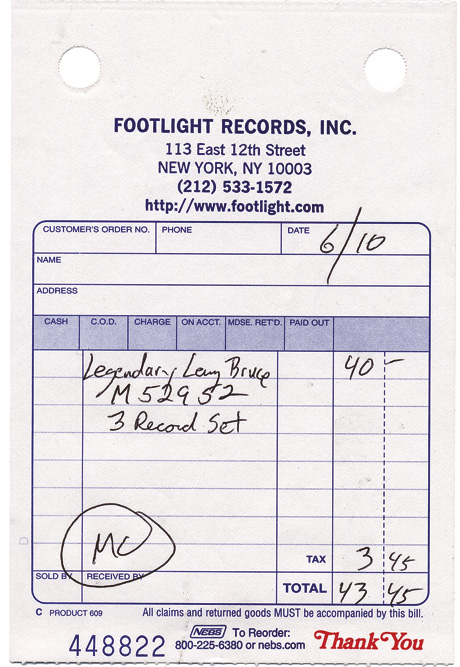 FOOTLIGHT RECORDS, INC.
113 East 12th Street
NEW YORK, NY 10003
(212) 533-1572
http://www.footlight.com
CUSTOMER'S ORDER NO. PHONE DATE 6/10
NAME
ADDRESS
CASH C.O.D. CHARGE ON ACCT. MDSE. RET'D. PAID OUT
Legendary Leny Bruce 40 -
M 52952
3 Record Set
MC
TAX 3 45
SOLD BY RECEIVED BY TOTAL 43 45
C PRODUCT 609 All claims and returned goods MUST be accompanied by this bill.
448822 NEBS To Reorder: 800-225-6380 or nebs.com Thank You